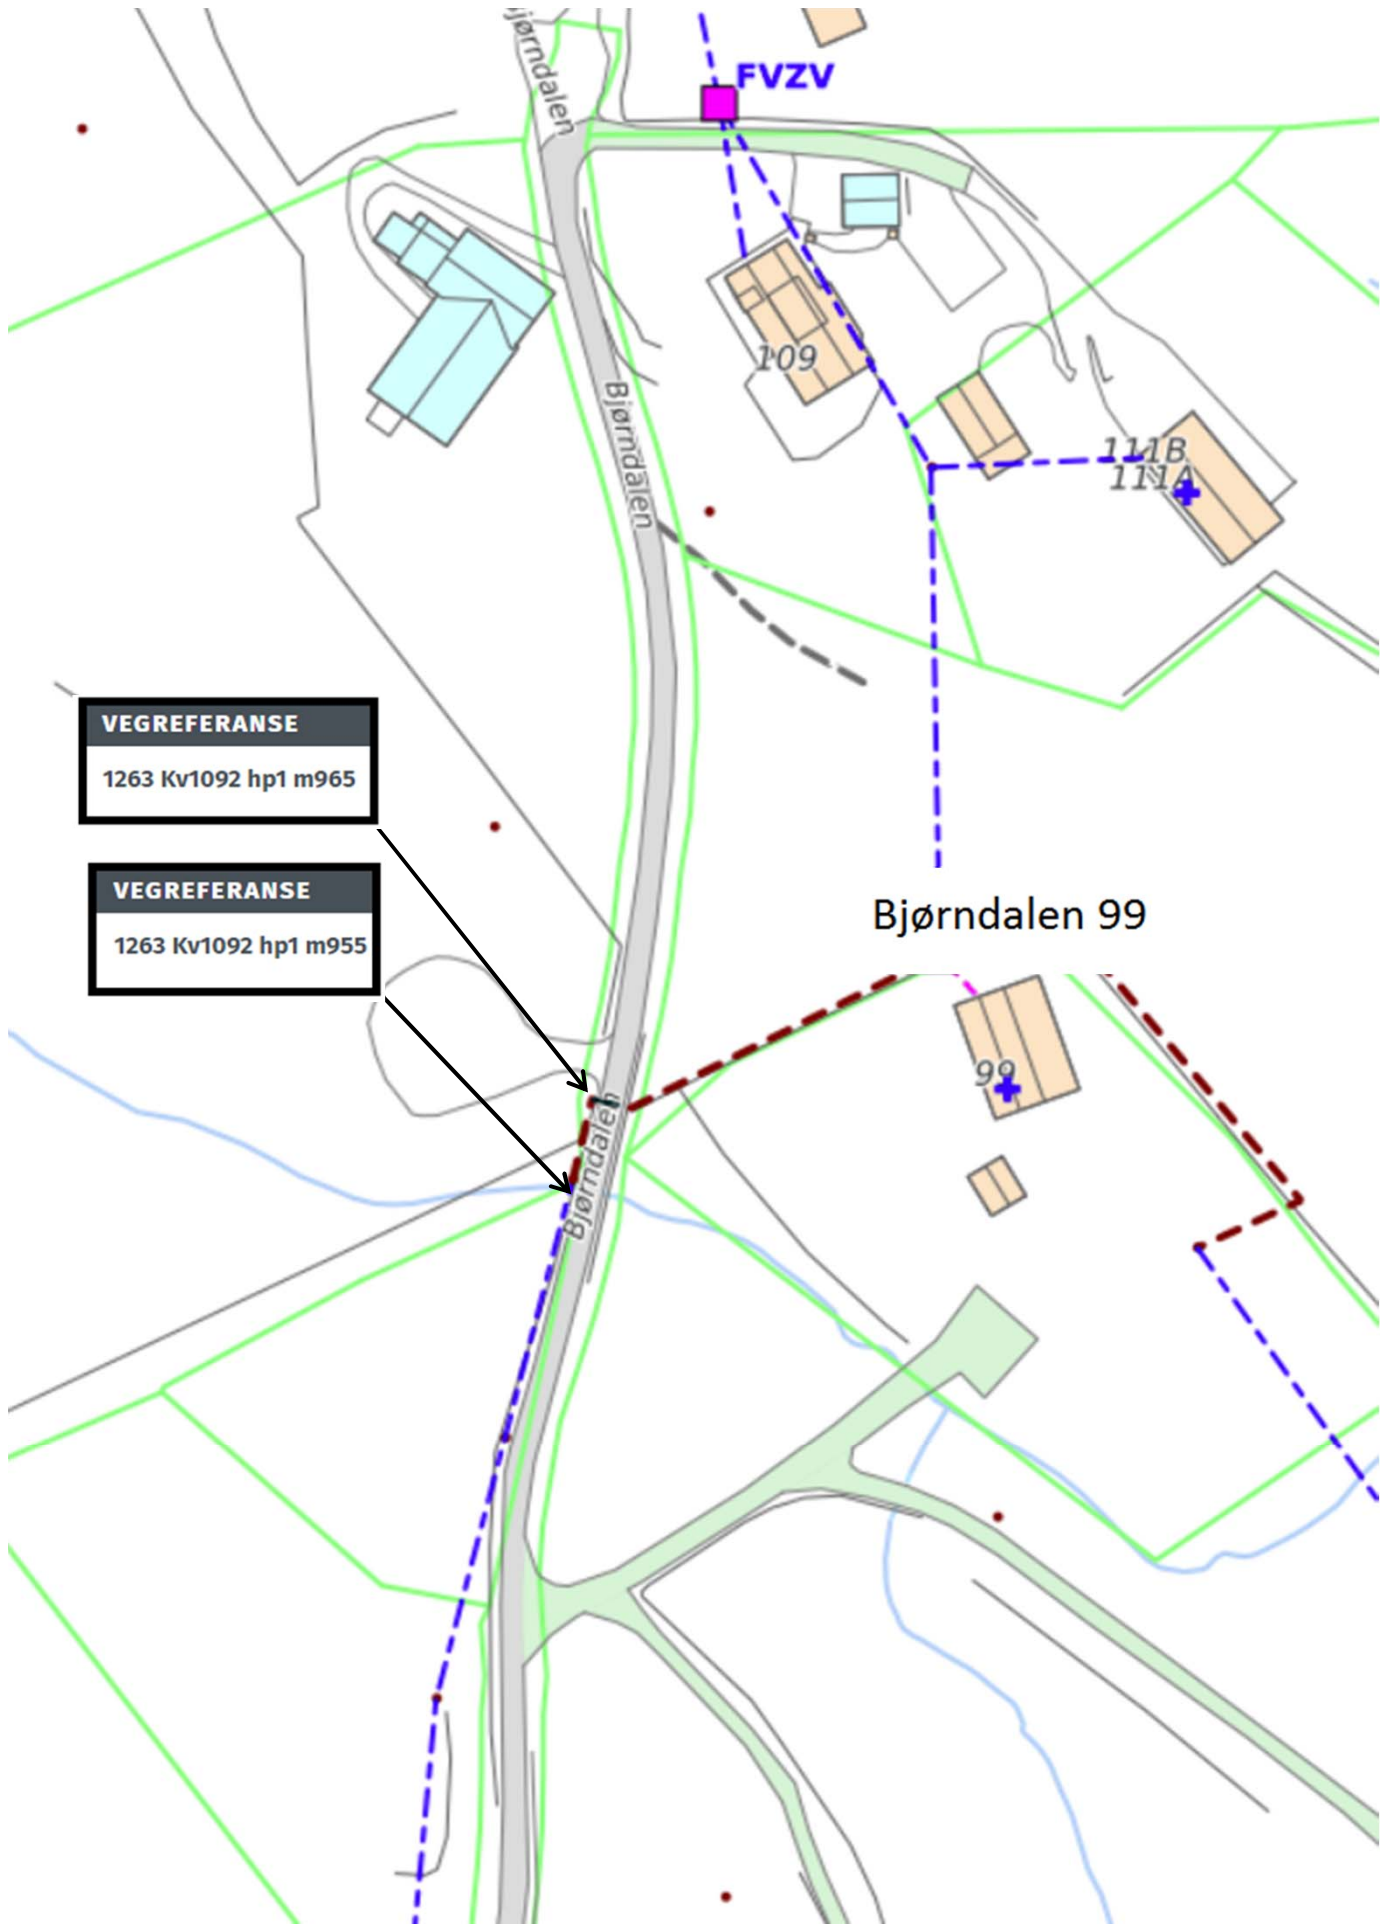 Bjørndalen
FVZV
109
Bjørndalen
111B
111A
VEGREFERANSE
1263 Kv1092 hp1 m965
VEGREFERANSE
1263 Kv1092 hp1 m955
Bjørndalen 99
99
Bjørndalen